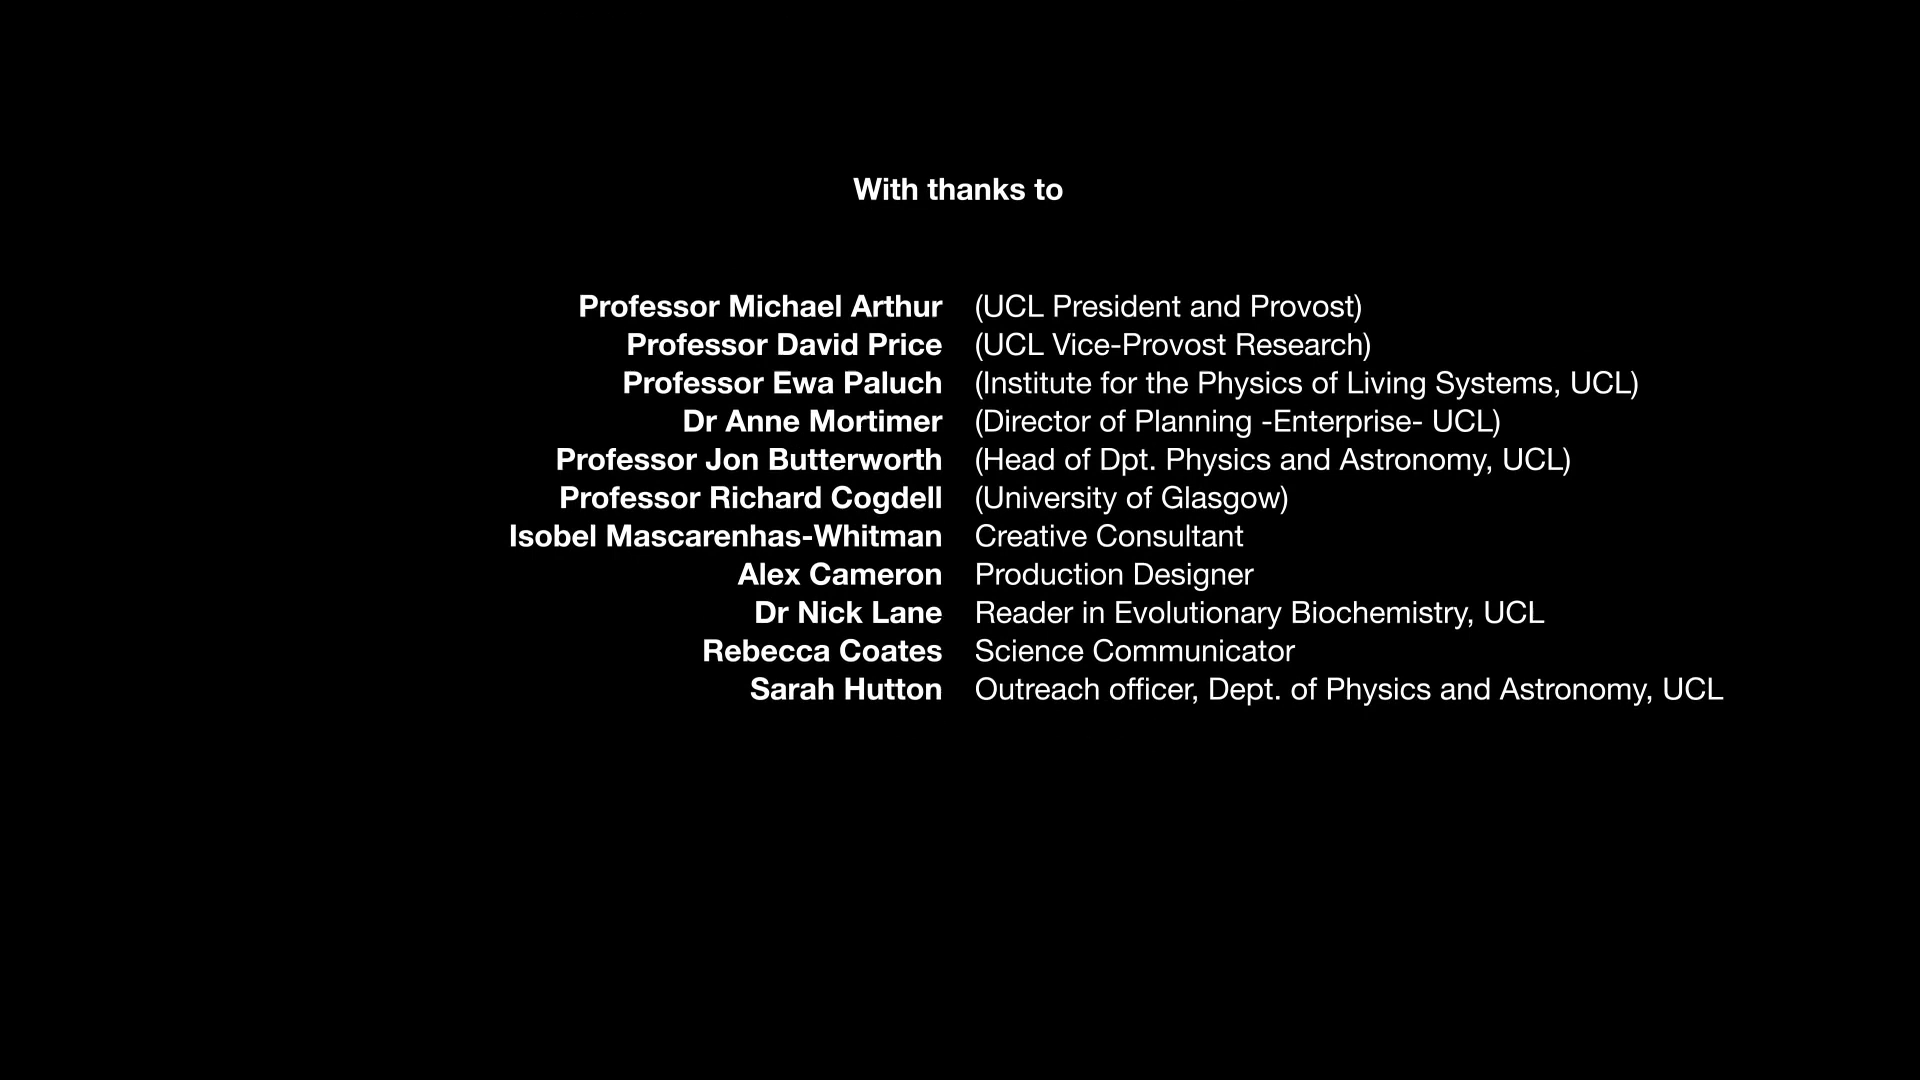 With thanks to
Professor Michael Arthur (UCL President and Provost)
Professor David Price (UCL Vice-Provost Research)
Professor Ewa Paluch (Institute for the Physics of Living Systems, UCL)
Dr Anne Mortimer (Director of Planning -Enterprise- UCL)
Professor Jon Butterworth (Head of Dpt. Physics and Astronomy, UCL)
Professor Richard Cogdell (University of Glasgow)
Isobel Mascarenhas-Whitman Creative Consultant
Alex Cameron Production Designer
Dr Nick Lane Reader in Evolutionary Biochemistry, UCL
Rebecca Coates Science Communicator
Sarah Hutton Outreach officer, Dept. of Physics and Astronomy, UCL